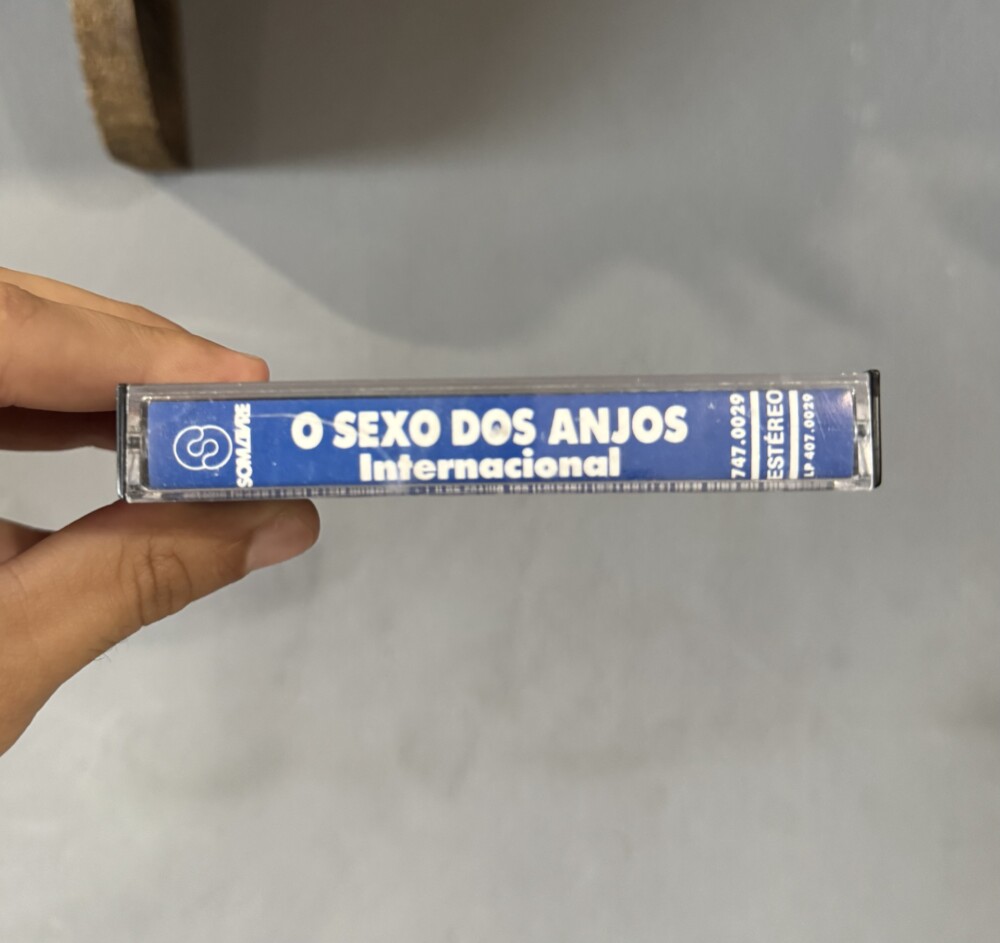 SOM LIVRE
O SEXO DOS ANJOS
Internacional
747.0029
ESTÉREO
LP 407.0029